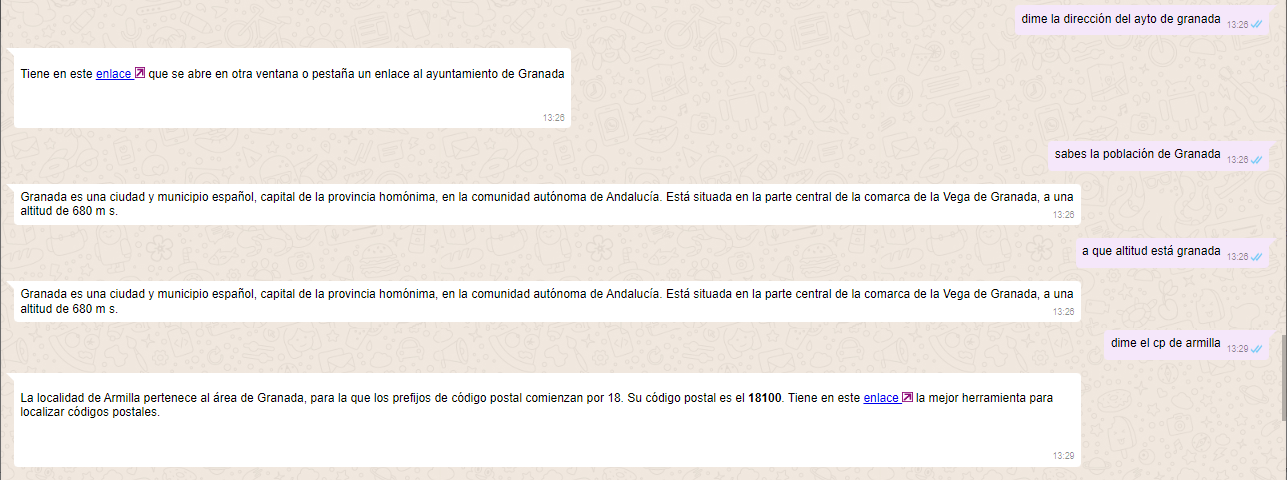 dime la dirección del ayto de granada 13:26
Tiene en este enlace que se abre en otra ventana o pestaña un enlace al ayuntamiento de Granada
13:26
sabes la población de Granada 13:26
Granada es una ciudad y municipio español, capital de la provincia homónima, en la comunidad autónoma de Andalucía. Está situada en la parte central de la comarca de la Vega de Granada, a una
altitud de 680 m s.
13:26
a que altitud está granada 13:26
Granada es una ciudad y municipio español, capital de la provincia homónima, en la comunidad autónoma de Andalucía. Está situada en la parte central de la comarca de la Vega de Granada, a una
altitud de 680 m s.
13:26
dime el cp de armilla 13:29
La localidad de Armilla pertenece al área de Granada, para la que los prefijos de código postal comienzan por 18. Su código postal es el 18100. Tiene en este enlace la mejor herramienta para
localizar códigos postales.
13:29